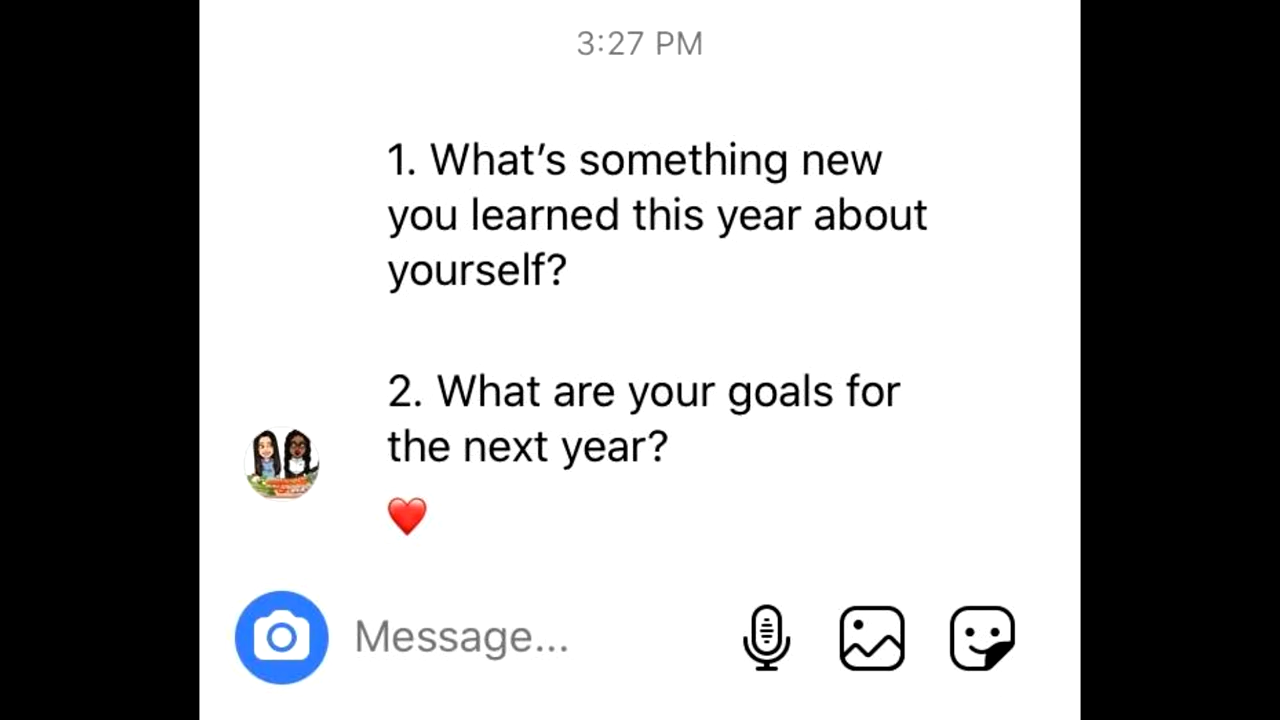 3:27 PM
1. What’s something new
you learned this year about
yourself?
2. What are your goals for
the next year?
❤️
Message...